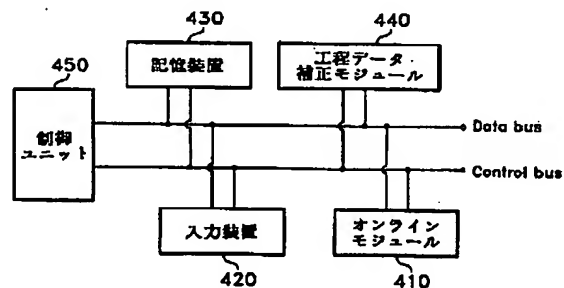 430
440
450
記憶装置
工程データ
補正モジュール
制御
ユニット
Data bus
Control bus
入力装置
オンライン
モジュール
420
410